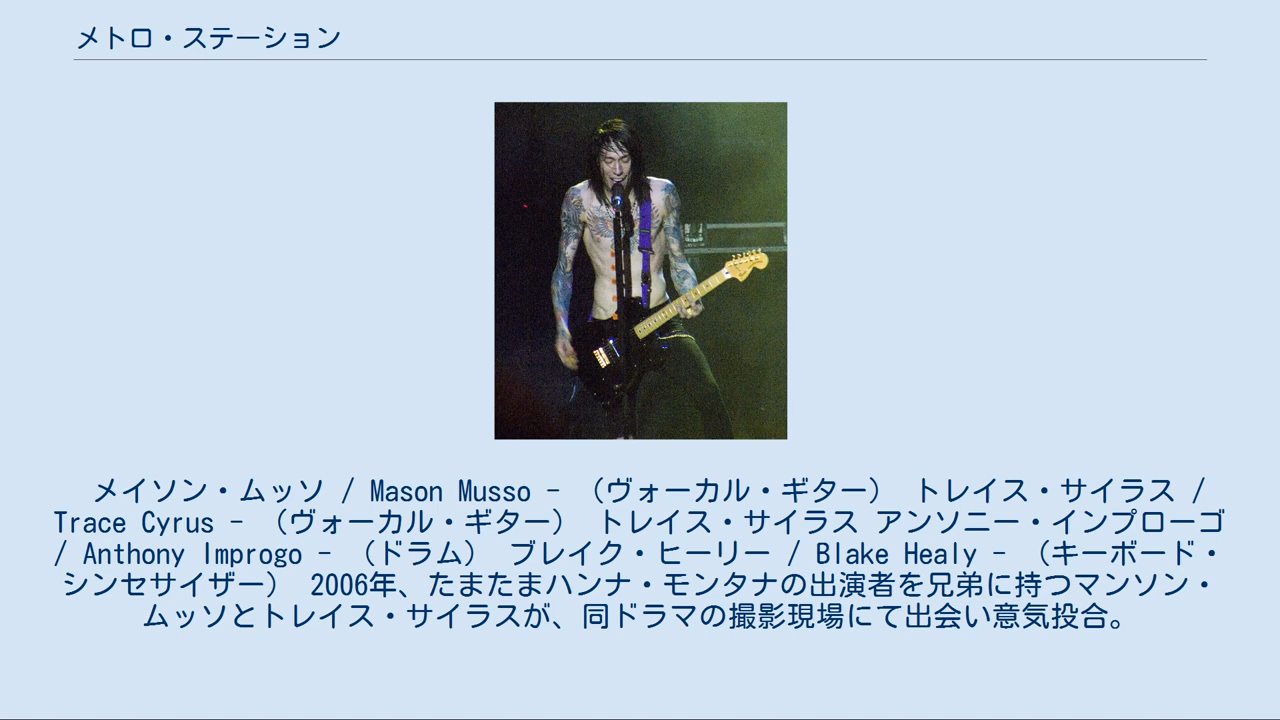 メトロ・ステーション
メイソン・ムッソ / Mason Musso - （ヴォーカル・ギター） トレイス・サイラス /
Trace Cyrus - （ヴォーカル・ギター） トレイス・サイラス アンソニー・インプローゴ
/ Anthony Improgo - （ドラム） ブレイク・ヒーリー / Blake Healy - （キーボード・
シンセサイザー） 2006年、たまたまハンナ・モンタナの出演者を兄弟に持つマンソン・
ムッソとトレイス・サイラスが、同ドラマの撮影現場にて出会い意気投合。